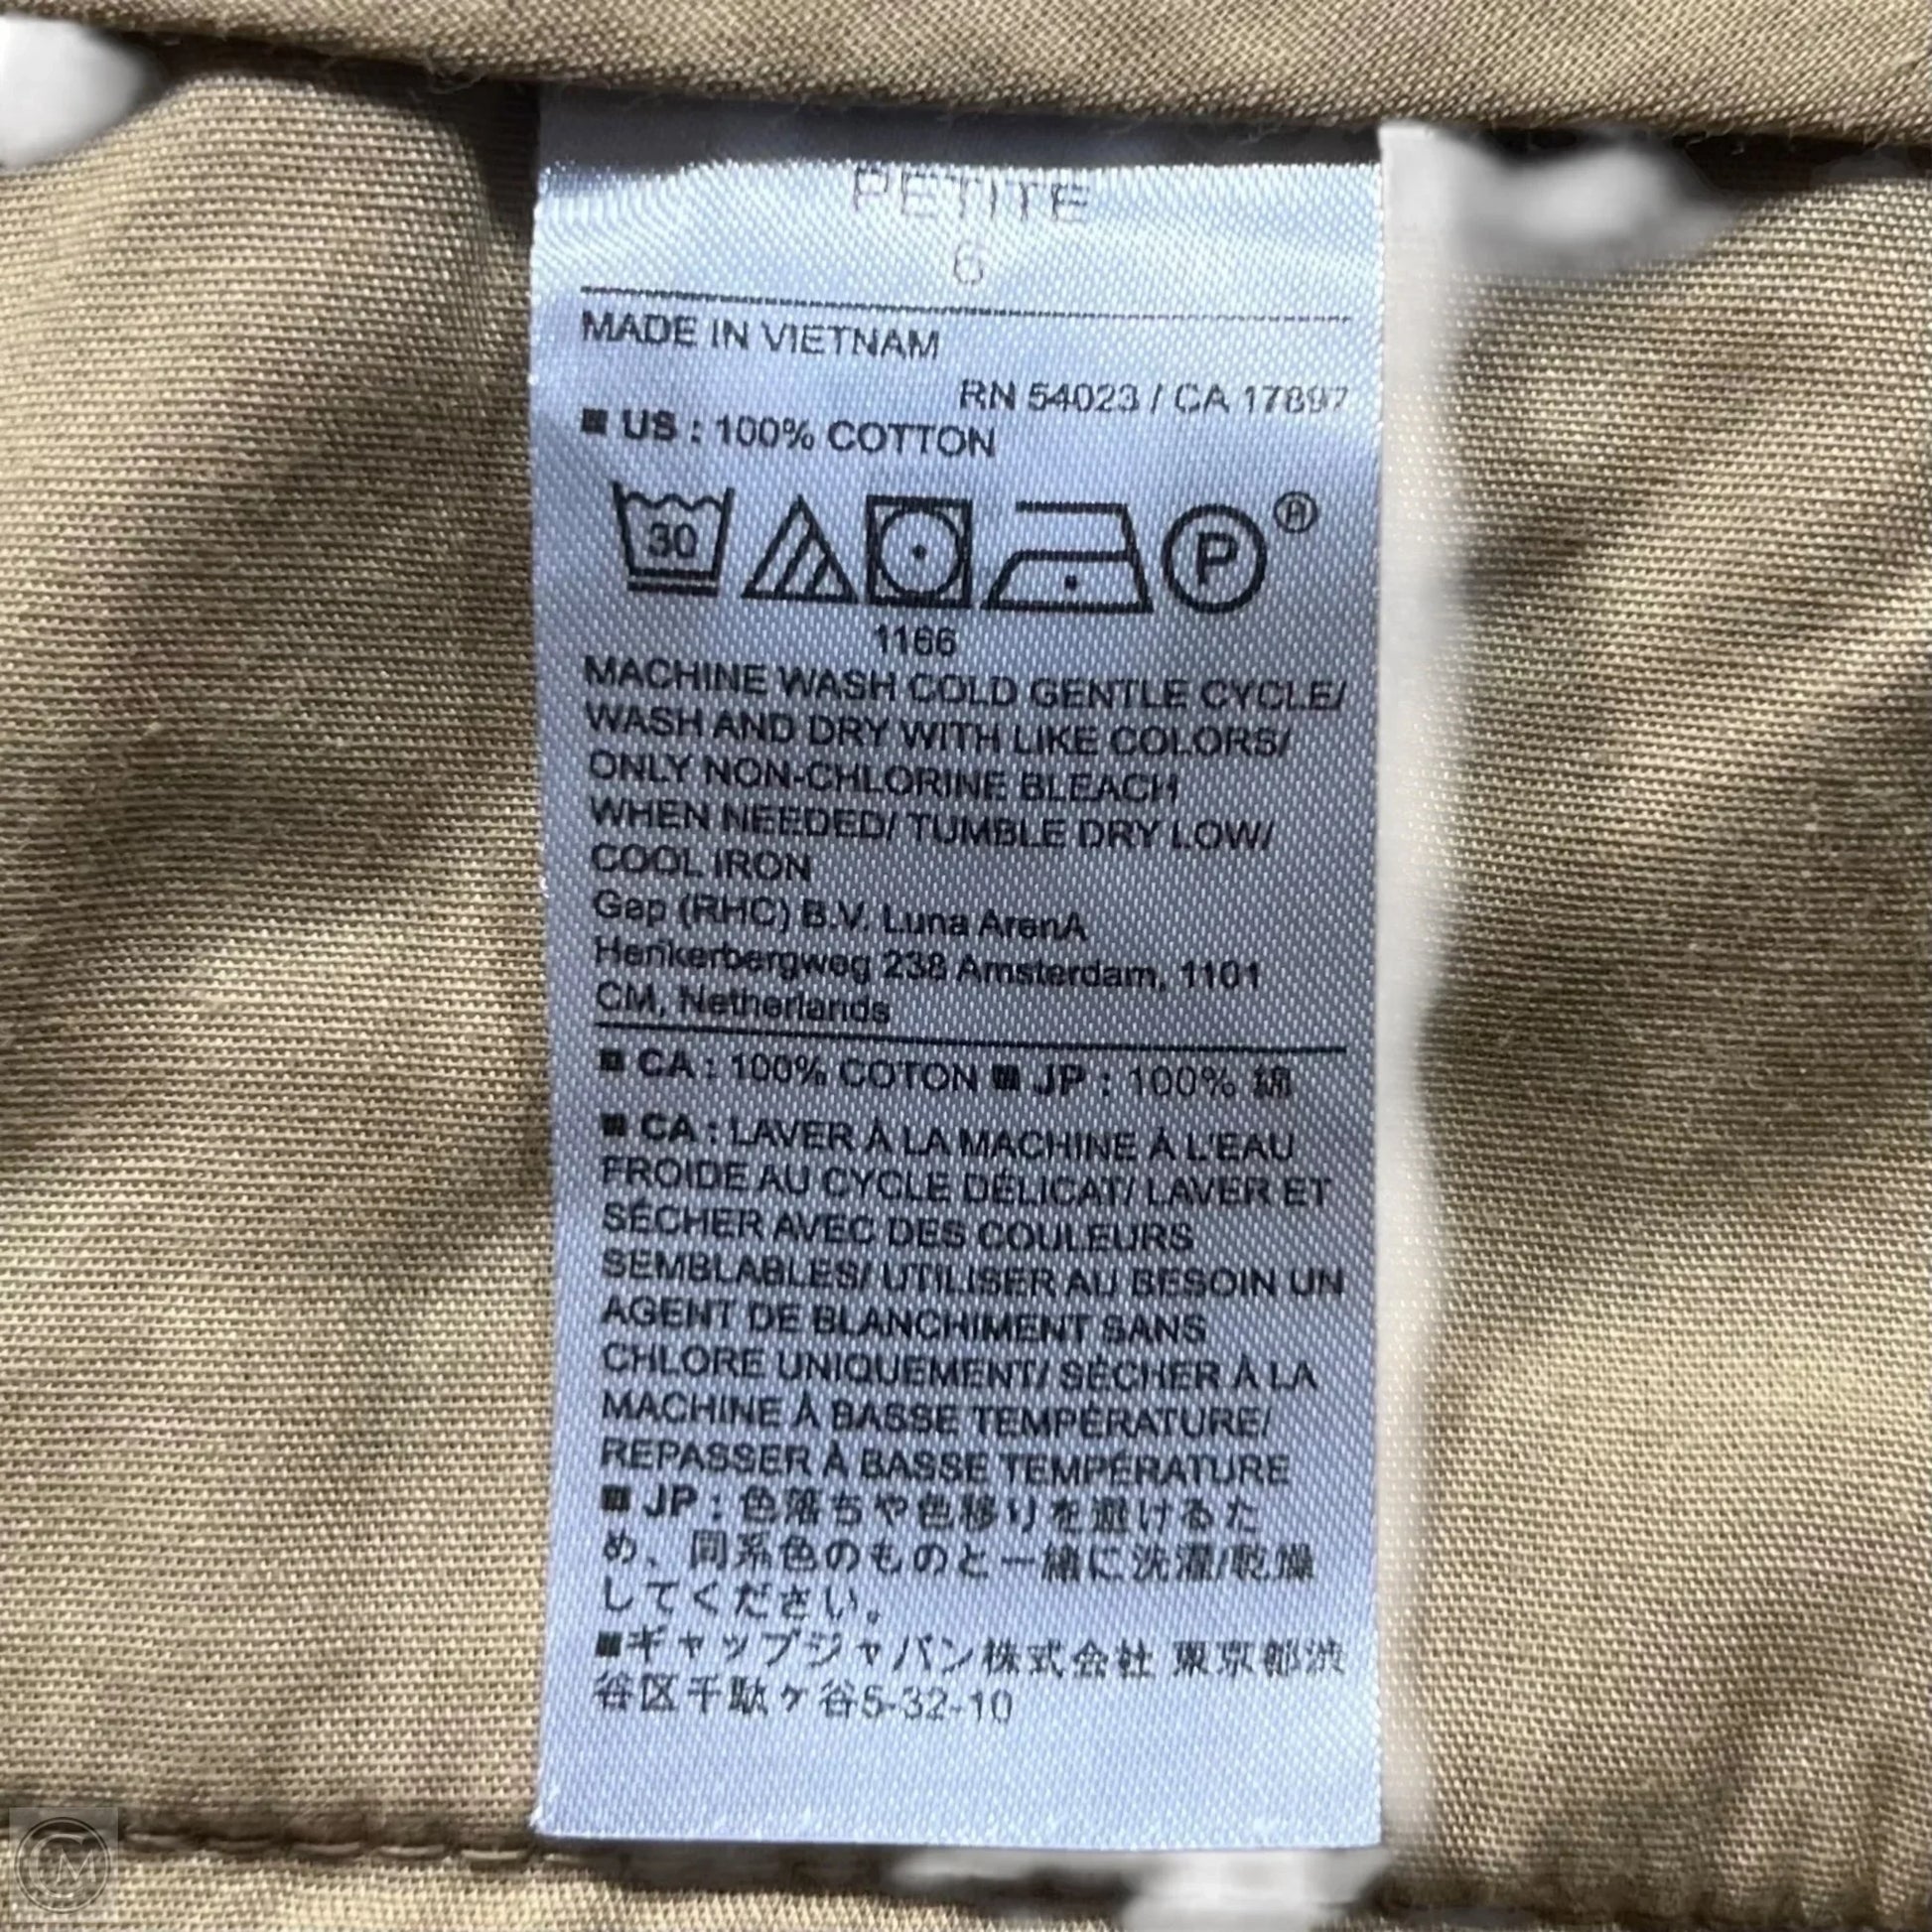 PETITE
6
MADE IN VIETNAM
RN 54023 / CA 17897
■ US : 100% COTTON
30
P
®
1166
MACHINE WASH COLD GENTLE CYCLE/
WASH AND DRY WITH LIKE COLORS/
ONLY NON-CHLORINE BLEACH
WHEN NEEDED/ TUMBLE DRY LOW/
COOL IRON
Gap (RHC) B.V. Luna ArenA
Herikerbergweg 238 Amsterdam, 1101
CM, Netherlands
■ CA : 100% COTON ■ JP : 100% 綿
■ CA : LAVER À LA MACHINE À L'EAU
FROIDE AU CYCLE DÉLICAT/ LAVER ET
SÉCHER AVEC DES COULEURS
SEMBLABLES/ UTILISER AU BESOIN UN
AGENT DE BLANCHIMENT SANS
CHLORE UNIQUEMENT/ SÉCHER À LA
MACHINE À BASSE TEMPÉRATURE/
REPASSER À BASSE TEMPÉRATURE
■ JP : 色落ちや色移りを避けるた
め、同系色のものと一緒に洗濯/乾燥
してください。
■ギャップジャパン株式会社 東京都渋
谷区千駄ヶ谷5-32-10